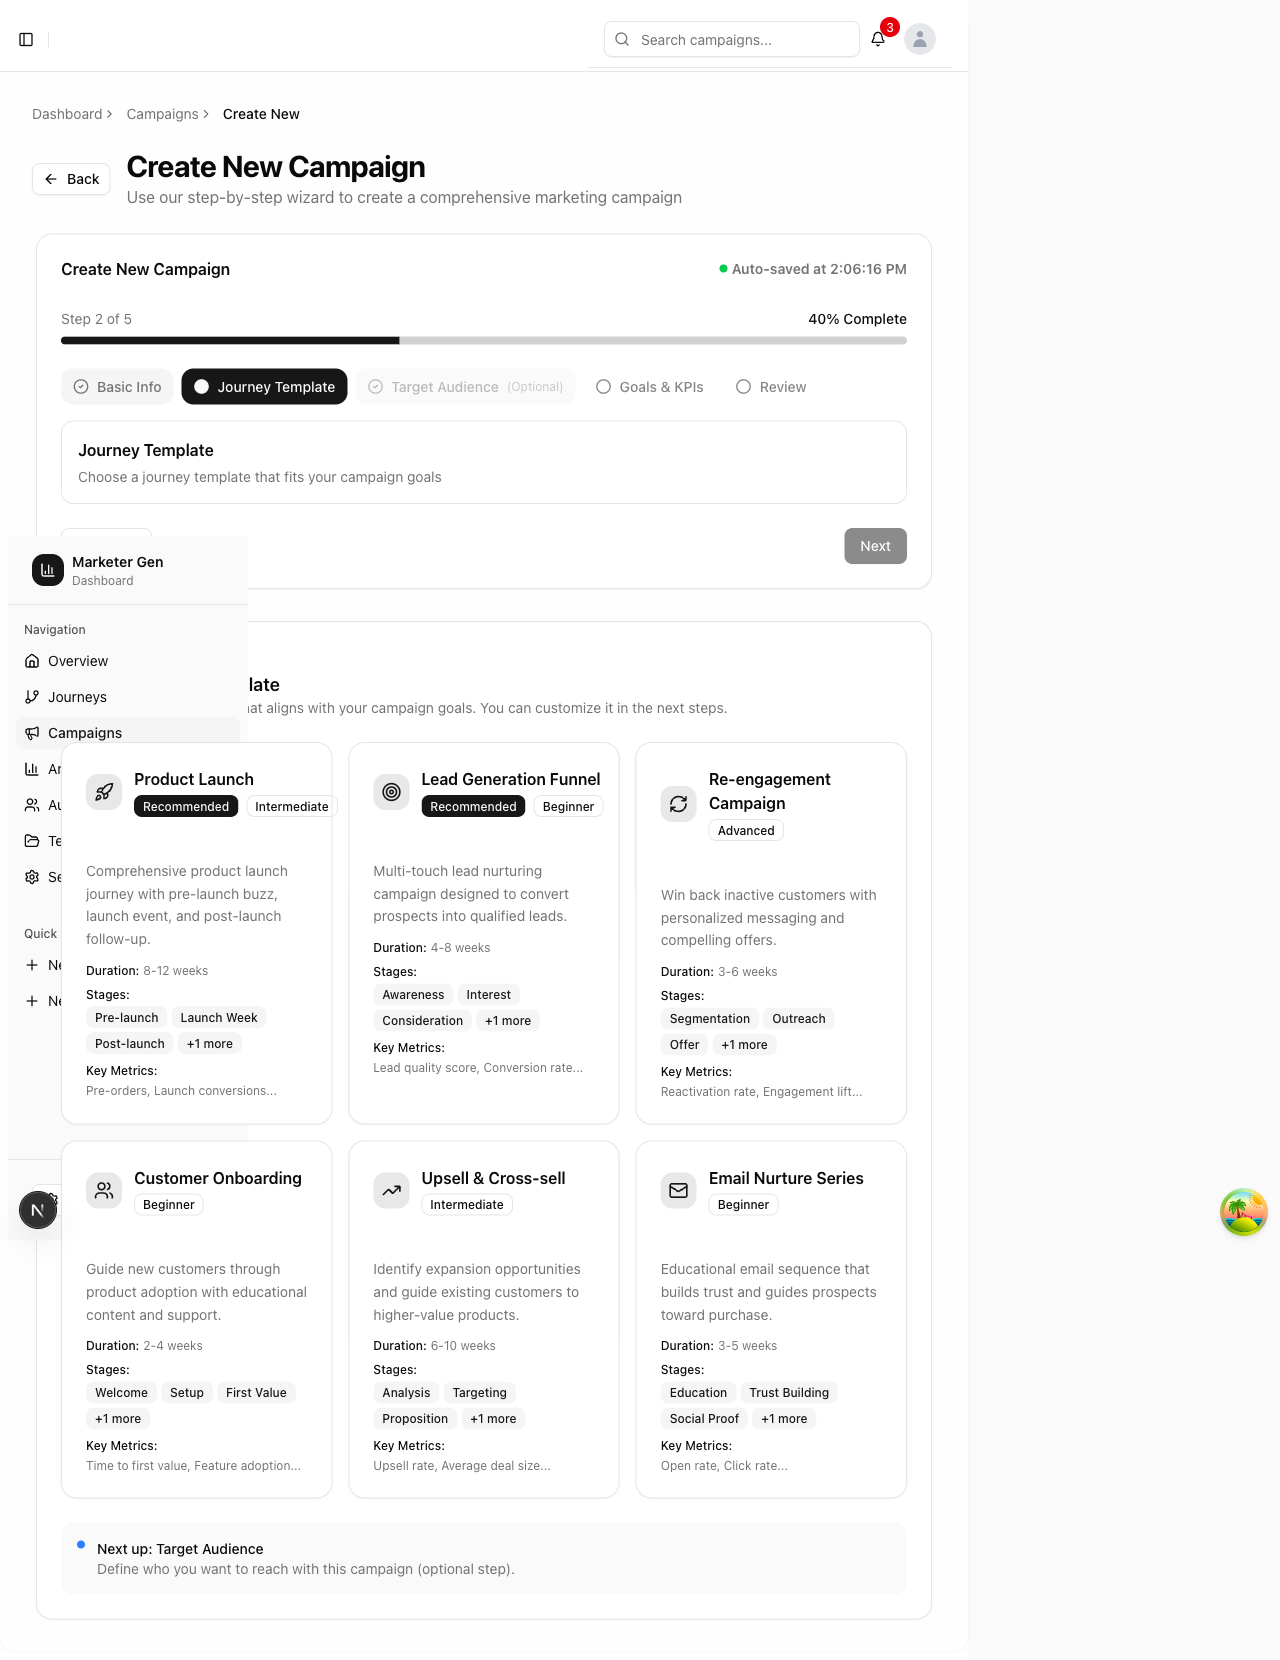 Search campaigns...
3
Dashboard
Campaigns
Create New
Back
Create New Campaign
Use our step-by-step wizard to create a comprehensive marketing campaign
Create New Campaign
Auto-saved at 2:06:16 PM
Step 2 of 5
40% Complete
Basic Info
Journey Template
Target Audience (Optional)
Goals & KPIs
Review
Journey Template
Choose a journey template that fits your campaign goals
Next
Marketer Gen
Dashboard
Navigation
Overview
Journeys
Campaigns
Quick
N
aligns with your campaign goals. You can customize it in the next steps.
Product Launch
Recommended
Intermediate
Comprehensive product launch
journey with pre-launch buzz,
launch event, and post-launch
follow-up.
Duration: 8-12 weeks
Stages:
Pre-launch
Launch Week
Post-launch
+1 more
Key Metrics:
Pre-orders, Launch conversions...
Lead Generation Funnel
Recommended
Beginner
Multi-touch lead nurturing
campaign designed to convert
prospects into qualified leads.
Duration: 4-8 weeks
Stages:
Awareness
Interest
Consideration
+1 more
Key Metrics:
Lead quality score, Conversion rate...
Re-engagement
Campaign
Advanced
Win back inactive customers with
personalized messaging and
compelling offers.
Duration: 3-6 weeks
Stages:
Segmentation
Outreach
Offer
+1 more
Key Metrics:
Reactivation rate, Engagement lift...
Customer Onboarding
Beginner
Guide new customers through
product adoption with educational
content and support.
Duration: 2-4 weeks
Stages:
Welcome
Setup
First Value
+1 more
Key Metrics:
Time to first value, Feature adoption...
Upsell & Cross-sell
Intermediate
Identify expansion opportunities
and guide existing customers to
higher-value products.
Duration: 6-10 weeks
Stages:
Analysis
Targeting
Proposition
+1 more
Key Metrics:
Upsell rate, Average deal size...
Email Nurture Series
Beginner
Educational email sequence that
builds trust and guides prospects
toward purchase.
Duration: 3-5 weeks
Stages:
Education
Trust Building
Social Proof
+1 more
Key Metrics:
Open rate, Click rate...
Next up: Target Audience
Define who you want to reach with this campaign (optional step).